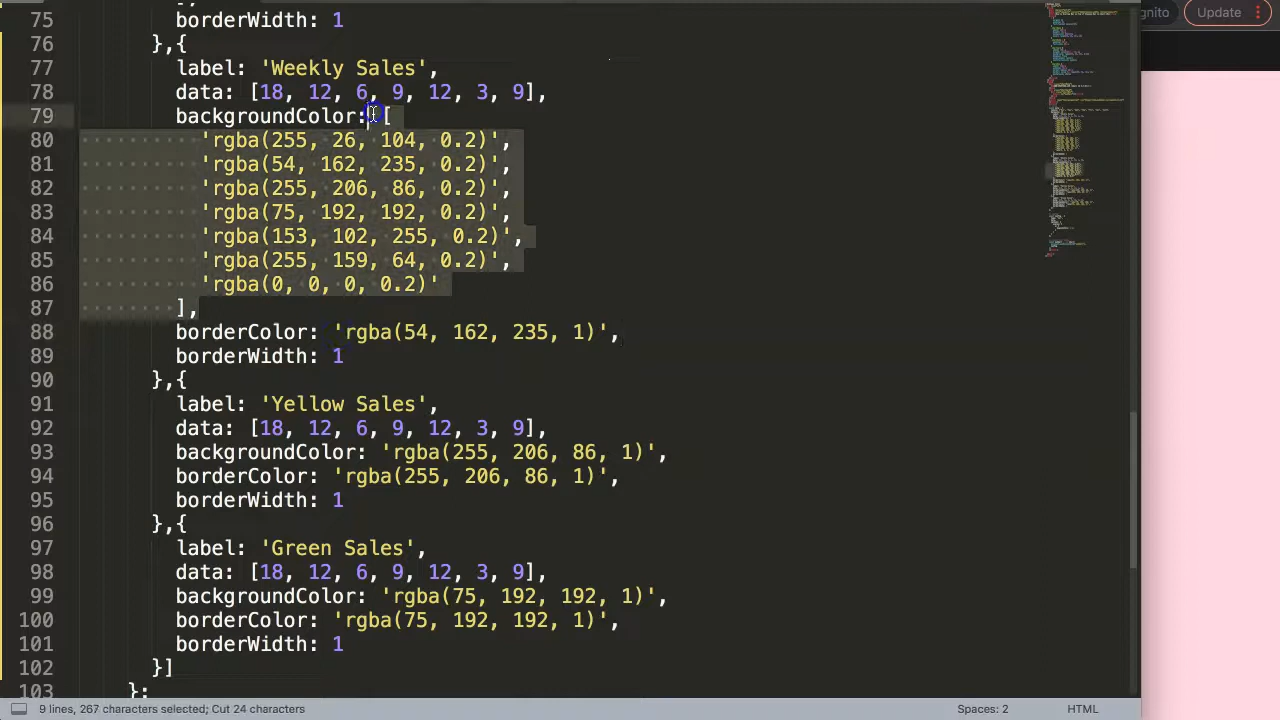 gnito Update
75 borderWidth: 1
76 },{
77 label: 'Weekly Sales',
78 data: [18, 12, 6, 9, 12, 3, 9],
79 backgroundColor: [
80 'rgba(255, 26, 104, 0.2)',
81 'rgba(54, 162, 235, 0.2)',
82 'rgba(255, 206, 86, 0.2)',
83 'rgba(75, 192, 192, 0.2)',
84 'rgba(153, 102, 255, 0.2)',
85 'rgba(255, 159, 64, 0.2)',
86 'rgba(0, 0, 0, 0.2)'
87 ],
88 borderColor: 'rgba(54, 162, 235, 1)',
89 borderWidth: 1
90 },{
91 label: 'Yellow Sales',
92 data: [18, 12, 6, 9, 12, 3, 9],
93 backgroundColor: 'rgba(255, 206, 86, 1)',
94 borderColor: 'rgba(255, 206, 86, 1)',
95 borderWidth: 1
96 },{
97 label: 'Green Sales',
98 data: [18, 12, 6, 9, 12, 3, 9],
99 backgroundColor: 'rgba(75, 192, 192, 1)',
100 borderColor: 'rgba(75, 192, 192, 1)',
101 borderWidth: 1
102 }]
103 };
9 lines, 267 characters selected; Cut 24 characters Spaces: 2 HTML